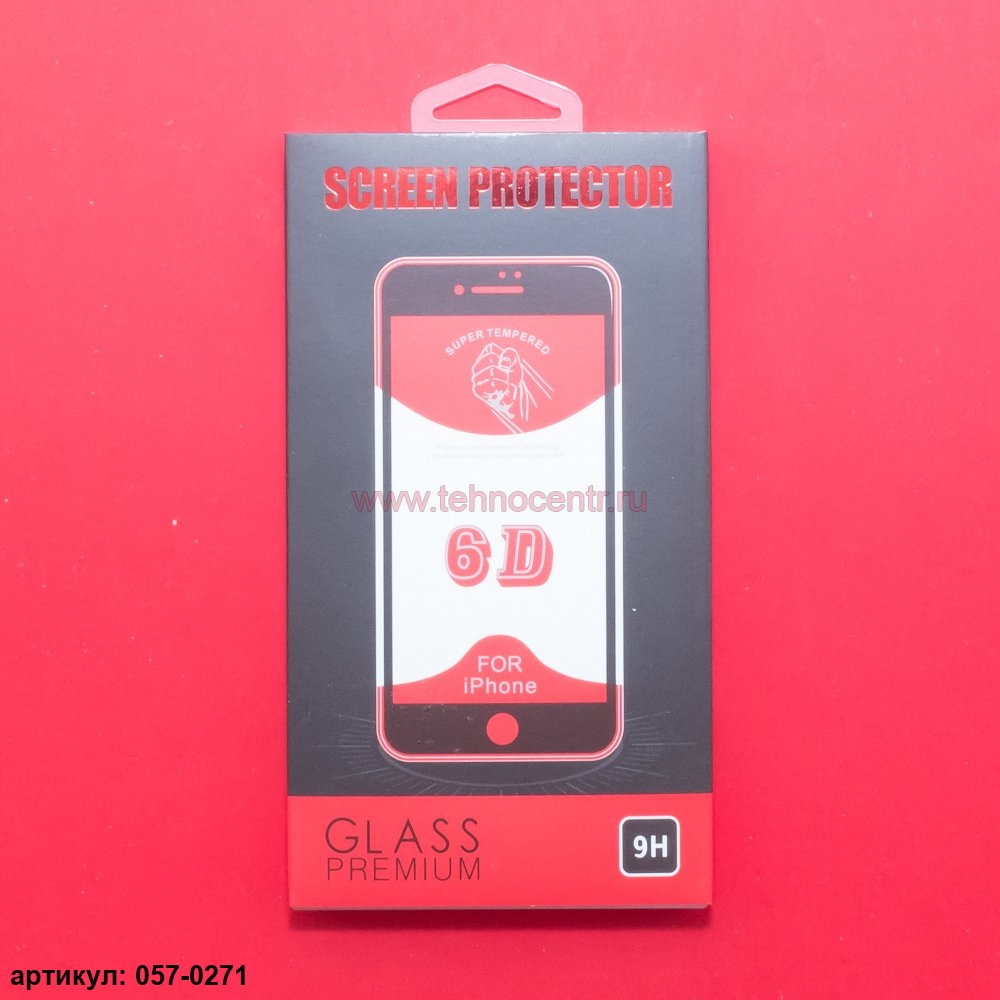 SCREEN PROTECTOR
SUPER TEMPERED
www.tehnocentr.ru
6D
FOR
iPhone
GLASS
PREMIUM
9H
артикул: 057-0271